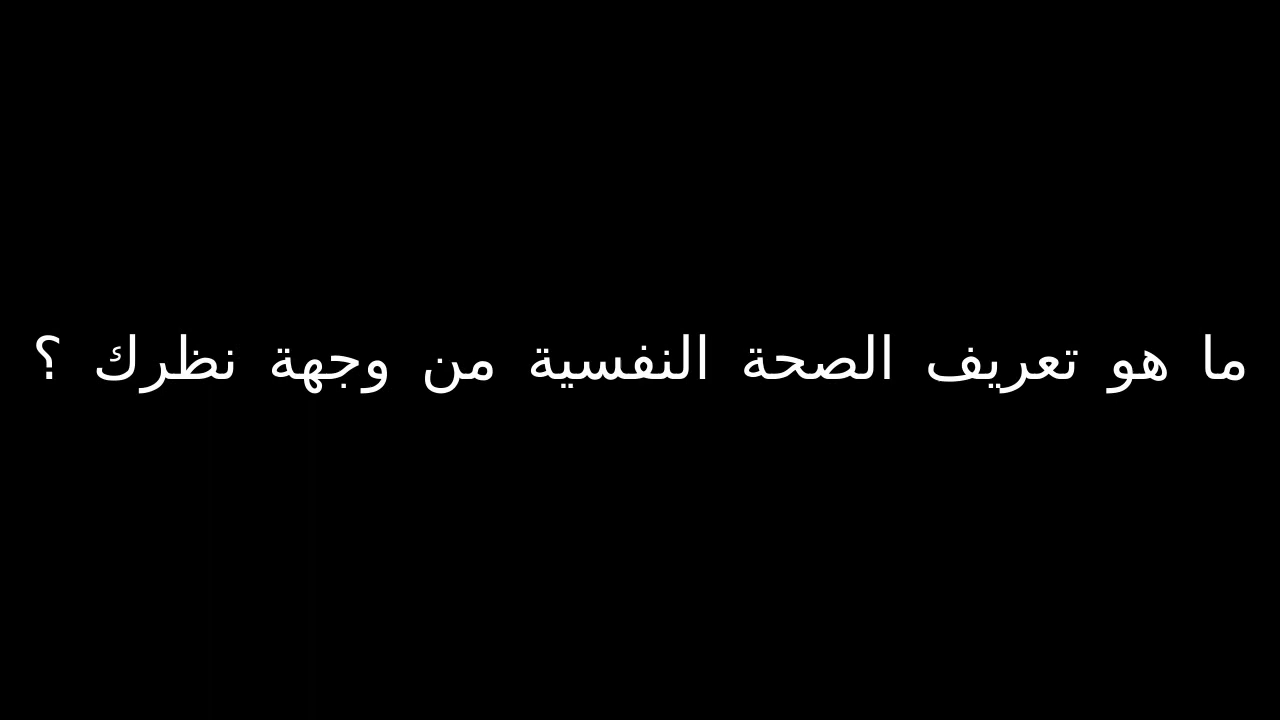 ما هو تعريف الصحة النفسية من وجهة نظرك ؟